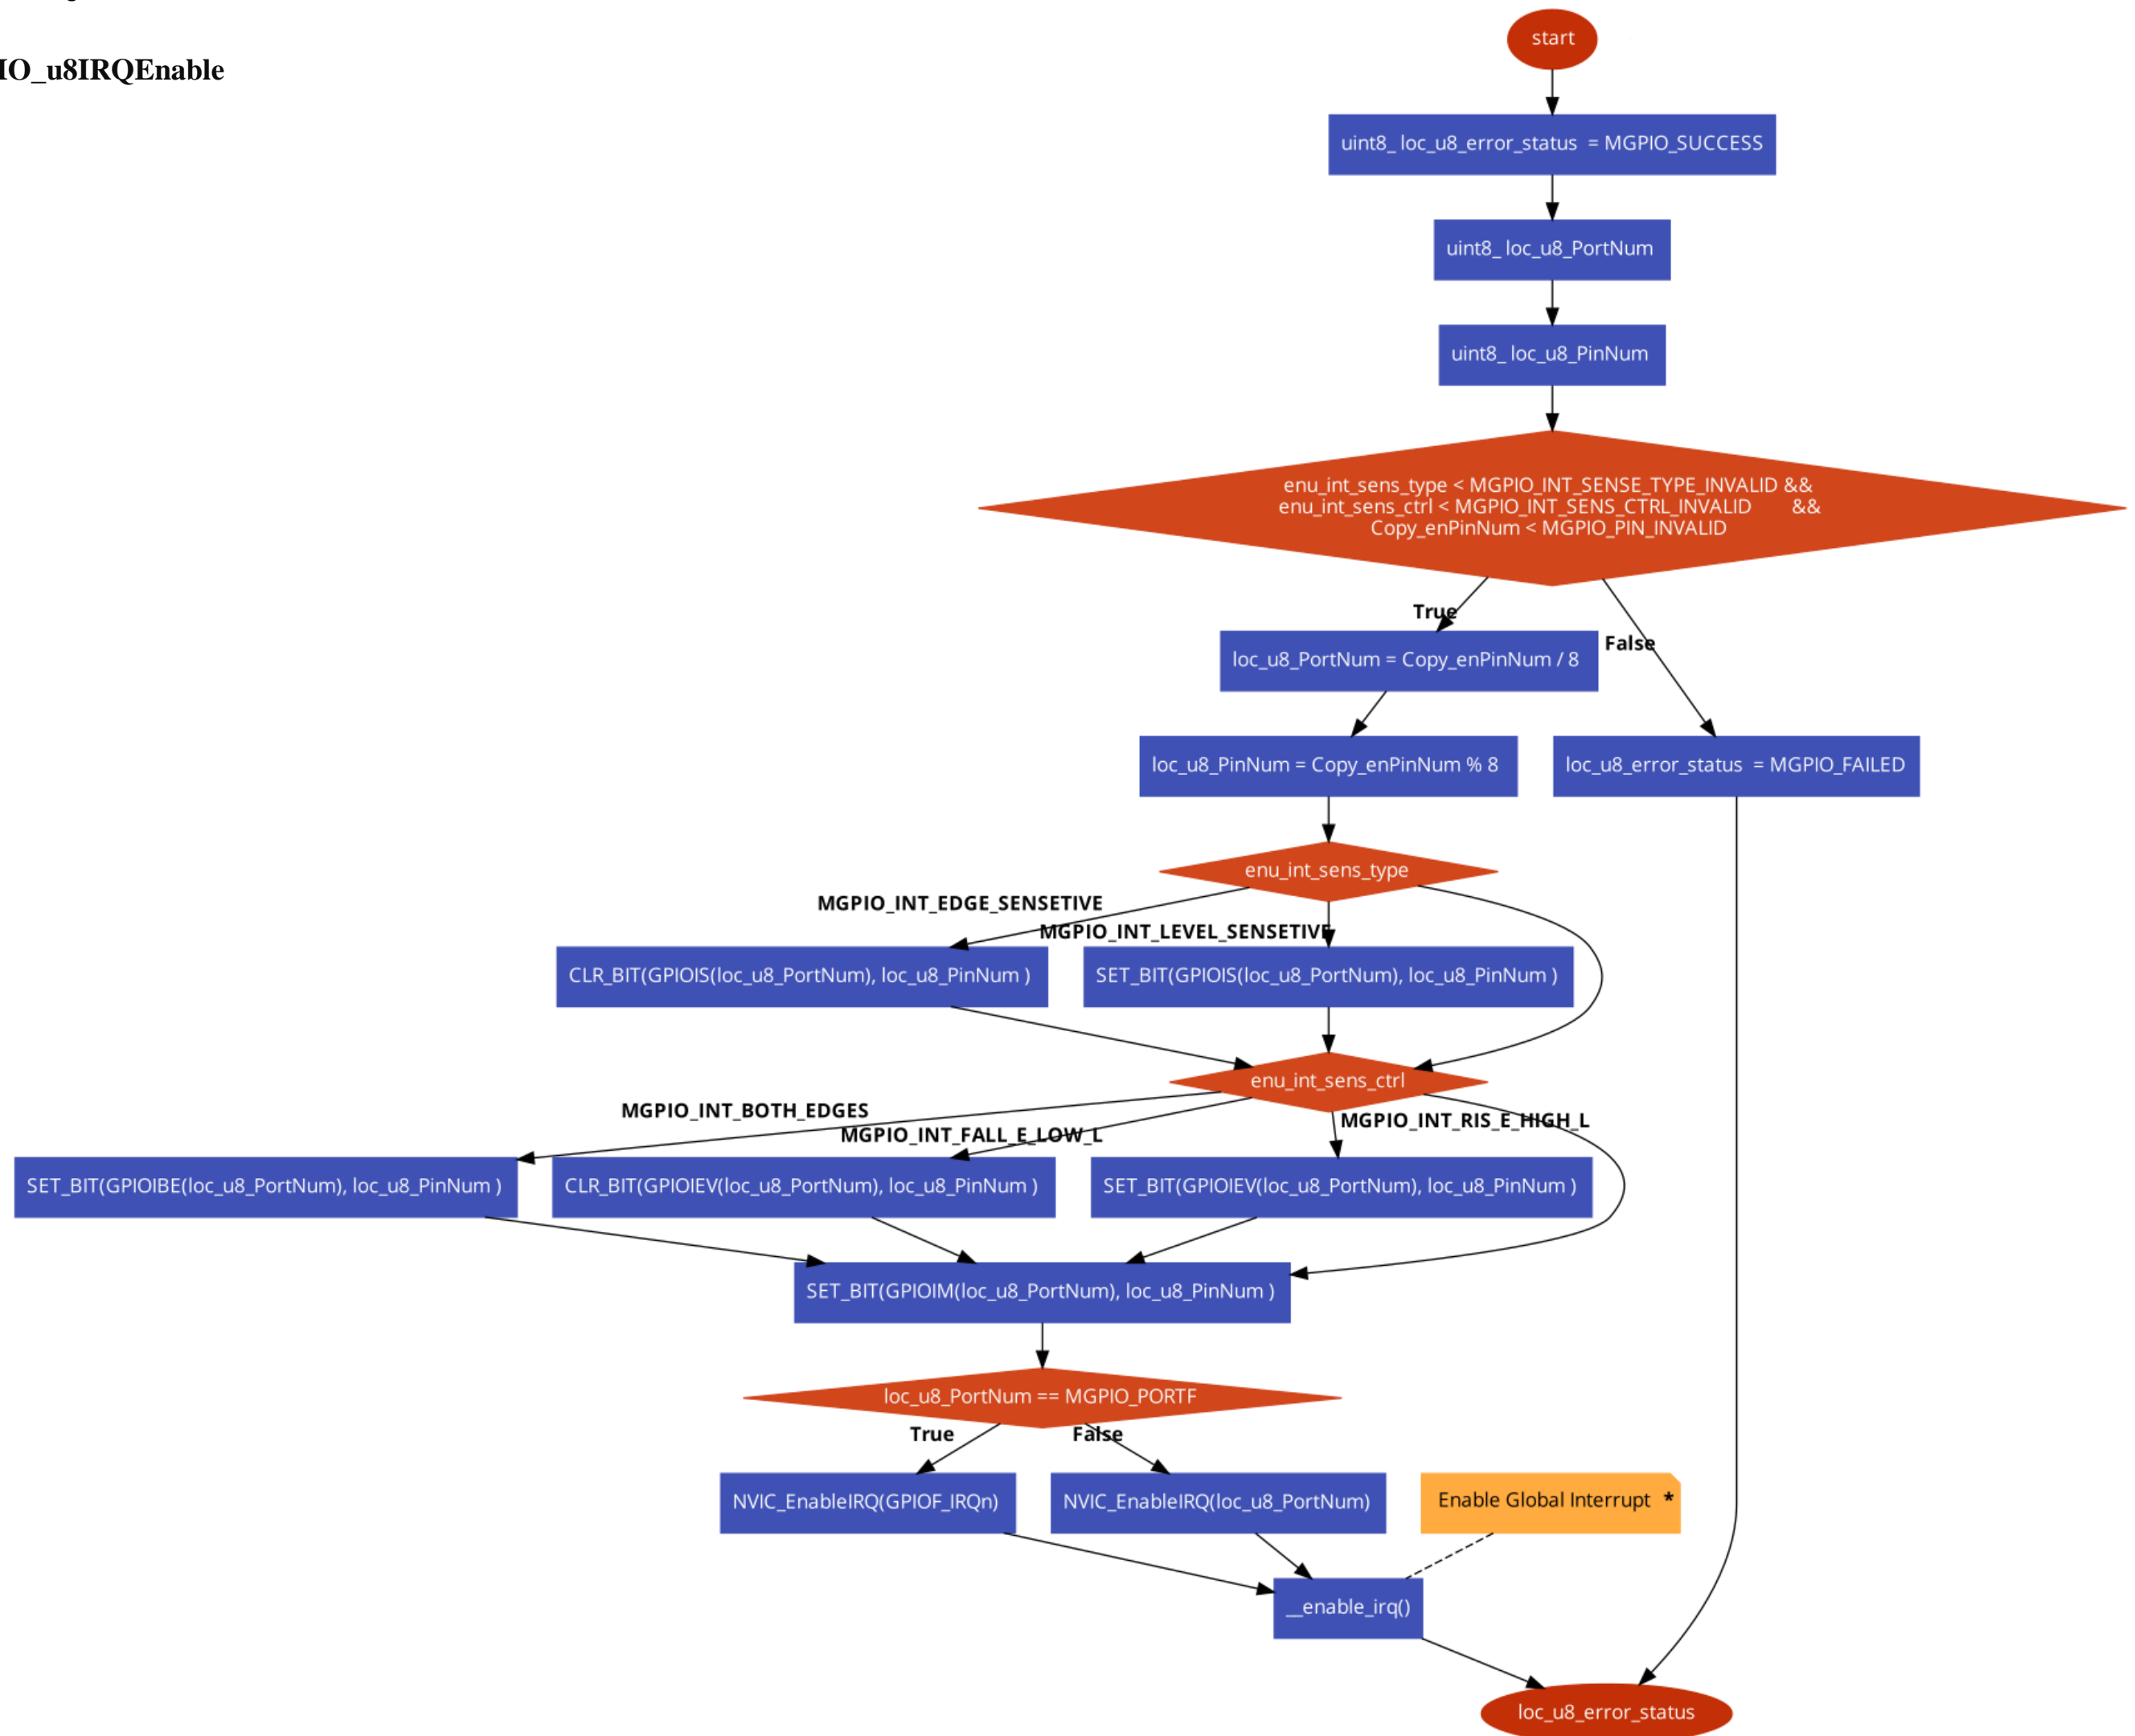 IO_u8IRQEnable
start
uint8_ loc_u8_error_status  = MGPIO_SUCCESS
uint8_ loc_u8_PortNum
uint8_ loc_u8_PinNum
enu_int_sens_type < MGPIO_INT_SENSE_TYPE_INVALID &&
enu_int_sens_ctrl < MGPIO_INT_SENS_CTRL_INVALID       &&
Copy_enPinNum < MGPIO_PIN_INVALID
True
False
loc_u8_PortNum = Copy_enPinNum / 8
loc_u8_PinNum = Copy_enPinNum % 8
loc_u8_error_status  = MGPIO_FAILED
enu_int_sens_type
MGPIO_INT_EDGE_SENSETIVE
MGPIO_INT_LEVEL_SENSETIVE
CLR_BIT(GPIOIS(loc_u8_PortNum), loc_u8_PinNum )
SET_BIT(GPIOIS(loc_u8_PortNum), loc_u8_PinNum )
enu_int_sens_ctrl
MGPIO_INT_BOTH_EDGES
MGPIO_INT_FALL_E_LOW_L
MGPIO_INT_RIS_E_HIGH_L
SET_BIT(GPIOIBE(loc_u8_PortNum), loc_u8_PinNum )
CLR_BIT(GPIOIEV(loc_u8_PortNum), loc_u8_PinNum )
SET_BIT(GPIOIEV(loc_u8_PortNum), loc_u8_PinNum )
SET_BIT(GPIOIM(loc_u8_PortNum), loc_u8_PinNum )
loc_u8_PortNum == MGPIO_PORTF
True
False
NVIC_EnableIRQ(GPIOF_IRQn)
NVIC_EnableIRQ(loc_u8_PortNum)
Enable Global Interrupt *
__enable_irq()
loc_u8_error_status